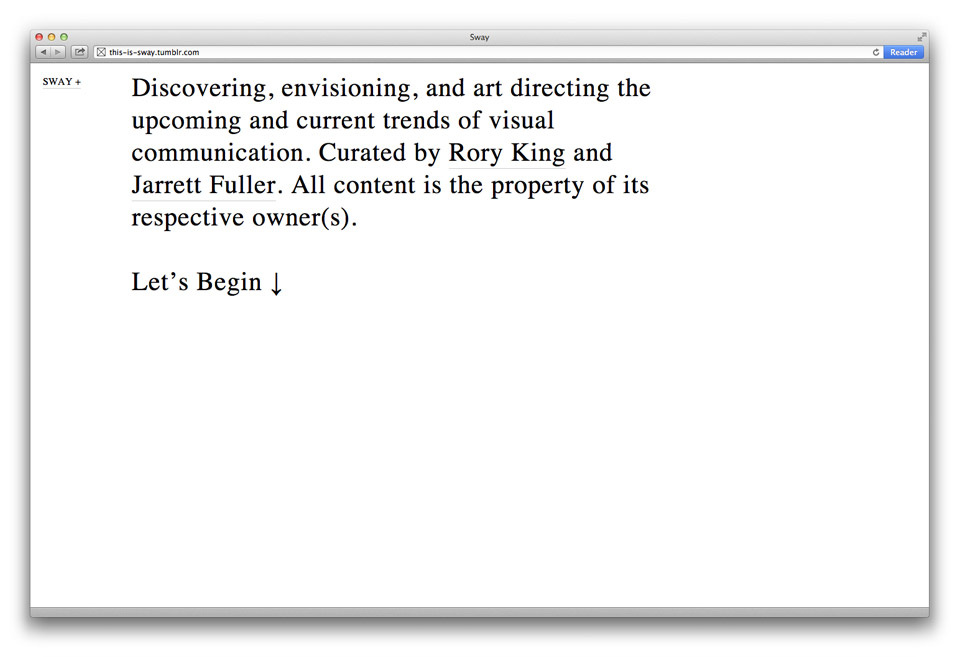 Sway
this-is-sway.tumblr.com
Reader
SWAY +
Discovering, envisioning, and art directing the
upcoming and current trends of visual
communication. Curated by Rory King and
Jarrett Fuller. All content is the property of its
respective owner(s).
Let’s Begin ↓